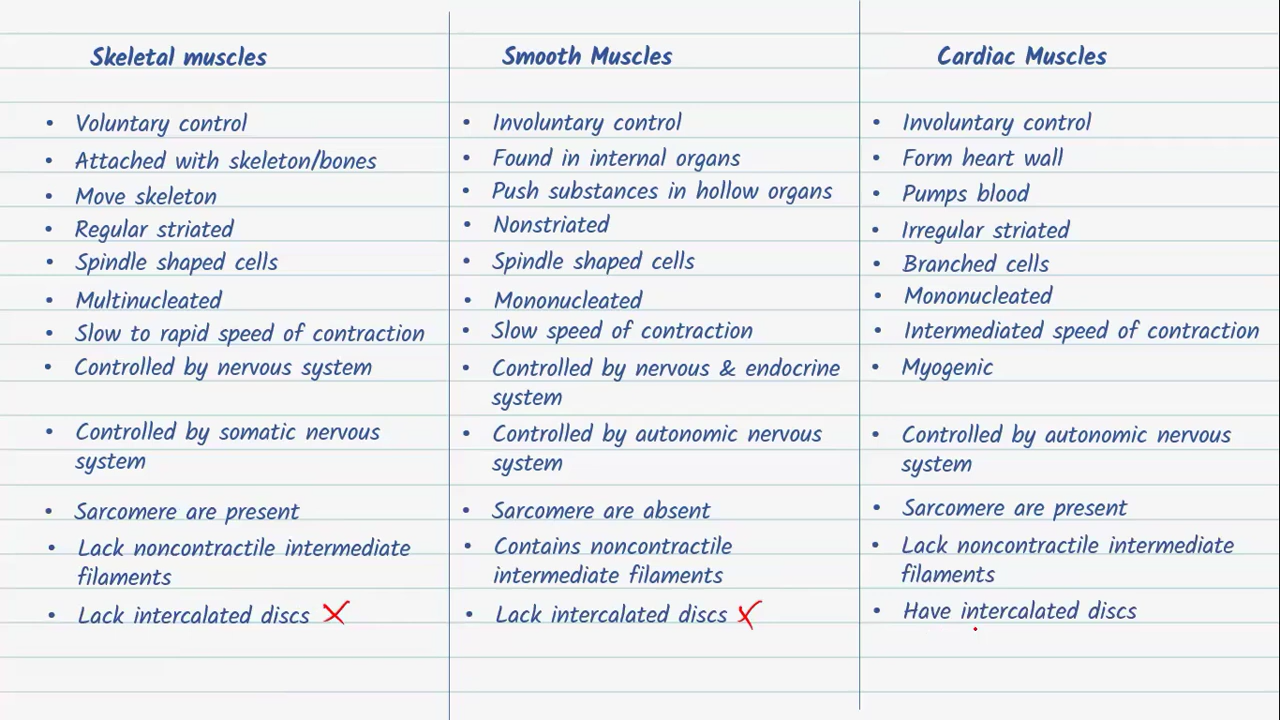 Skeletal muscles
• Voluntary control
• Attached with skeleton/bones
• Move skeleton
• Regular striated
• Spindle shaped cells
• Multinucleated
• Slow to rapid speed of contraction
• Controlled by nervous system
• Controlled by somatic nervous
system
• Sarcomere are present
• Lack noncontractile intermediate
filaments
• Lack intercalated discs
Smooth Muscles
• Involuntary control
• Found in internal organs
• Push substances in hollow organs
• Nonstriated
• Spindle shaped cells
• Mononucleated
• Slow speed of contraction
• Controlled by nervous & endocrine
system
• Controlled by autonomic nervous
system
• Sarcomere are absent
• Contains noncontractile
intermediate filaments
• Lack intercalated discs
Cardiac Muscles
• Involuntary control
• Form heart wall
• Pumps blood
• Irregular striated
• Branched cells
• Mononucleated
• Intermediated speed of contraction
• Myogenic
• Controlled by autonomic nervous
system
• Sarcomere are present
• Lack noncontractile intermediate
filaments
• Have intercalated discs